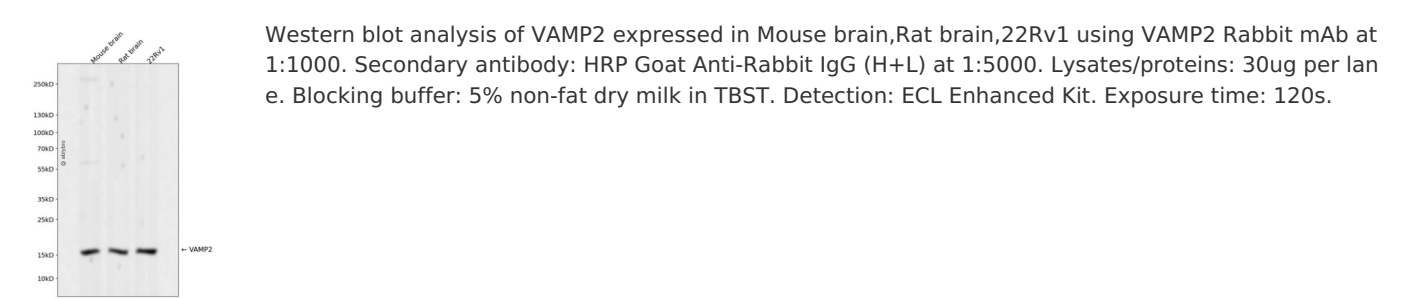 Mouse brain
Rat brain
22Rv1
250kD
130kD
100kD
70kD
55kD
35kD
25kD
15kD
10kD
@ abybro
← VAMP2
Western blot analysis of VAMP2 expressed in Mouse brain,Rat brain,22Rv1 using VAMP2 Rabbit mAb at
1:1000. Secondary antibody: HRP Goat Anti-Rabbit IgG (H+L) at 1:5000. Lysates/proteins: 30ug per lan
e. Blocking buffer: 5% non-fat dry milk in TBST. Detection: ECL Enhanced Kit. Exposure time: 120s.